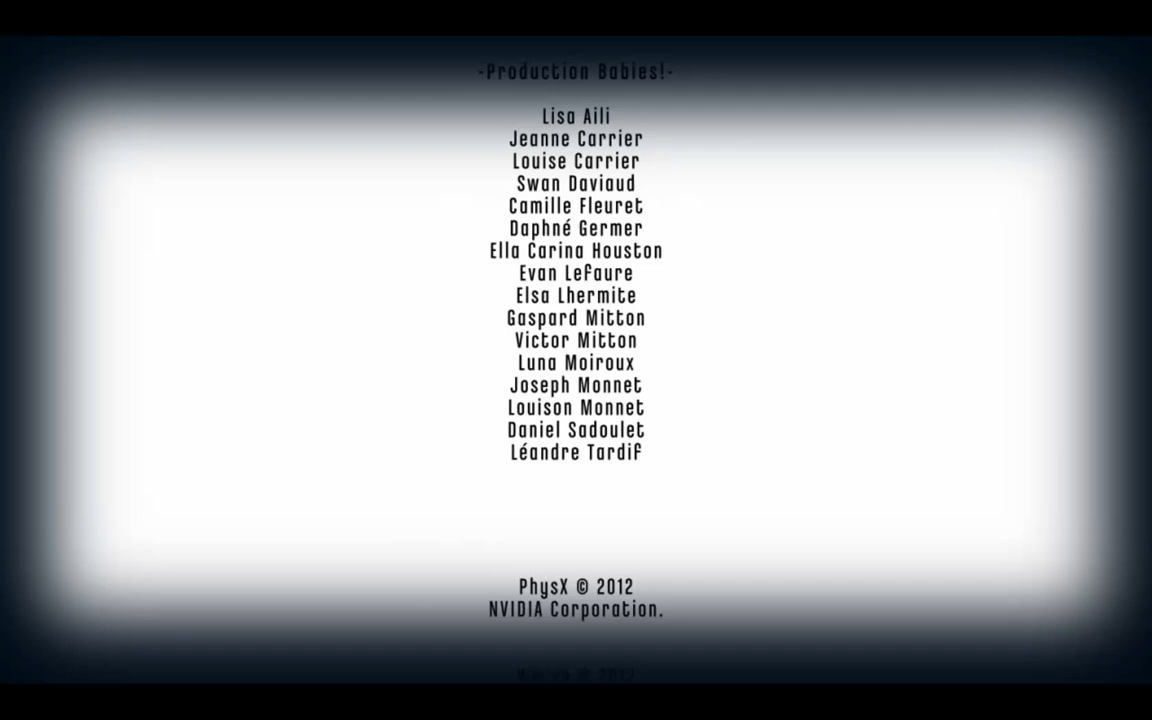 -Production Babies!-
Lisa Aili
Jeanne Carrier
Louise Carrier
Swan Daviaud
Camille Fleuret
Daphné Germer
Ella Carina Houston
Evan Lefaure
Elsa Lhermite
Gaspard Mitton
Victor Mitton
Luna Moiroux
Joseph Monnet
Louison Monnet
Daniel Sadoulet
Léandre Tardif
PhysX © 2012
NVIDIA Corporation.
© 2012